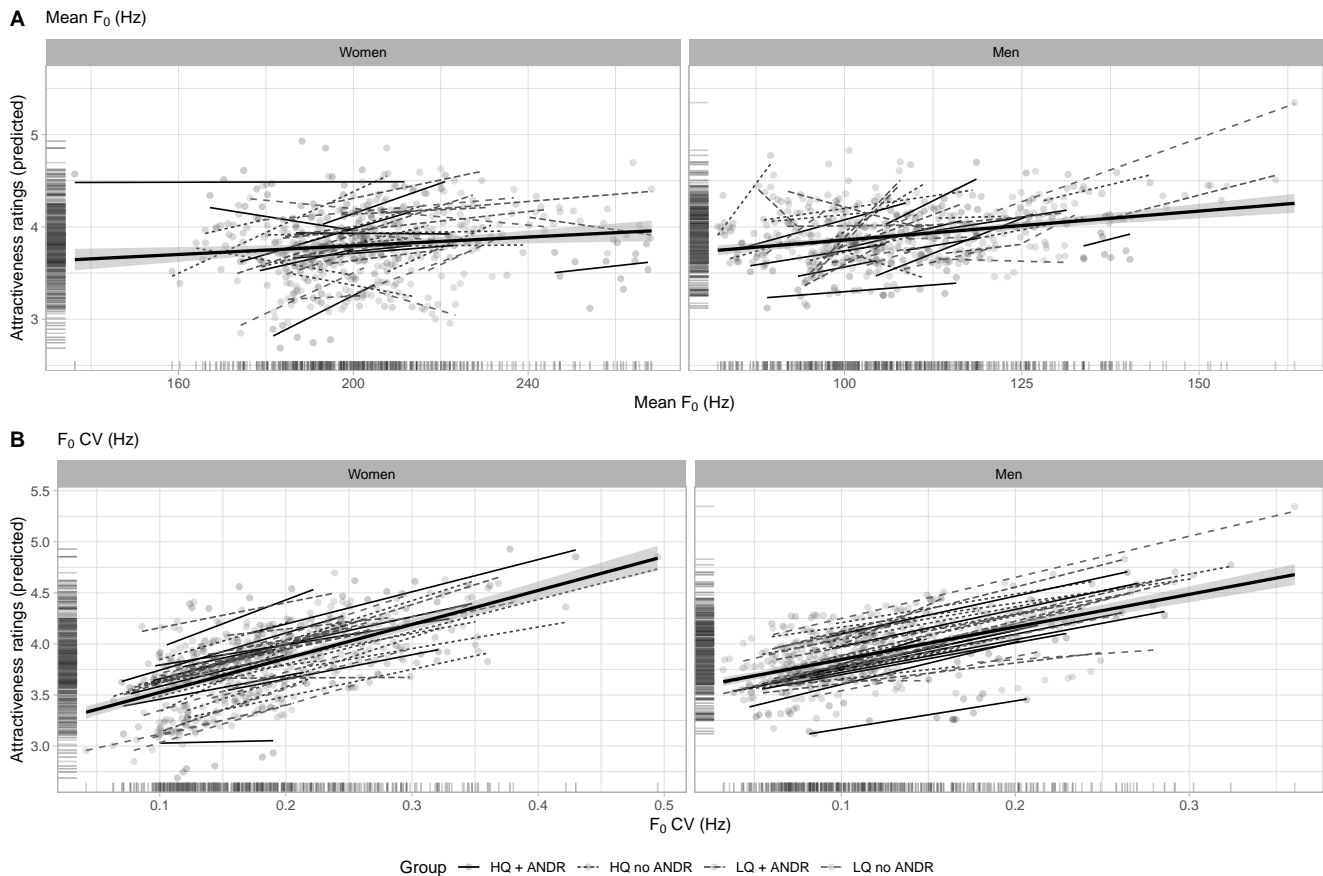 A Mean F₀ (Hz)
Women Men
Attractiveness ratings (predicted)
5
4
3
160 200 240 100 125 150
Mean F₀ (Hz)
B F₀ CV (Hz)
Women Men
Attractiveness ratings (predicted)
5.5
5.0
4.5
4.0
3.5
3.0
0.1 0.2 0.3 0.4 0.5 0.1 0.2 0.3
F₀ CV (Hz)
Group HQ + ANDR HQ no ANDR LQ + ANDR LQ no ANDR